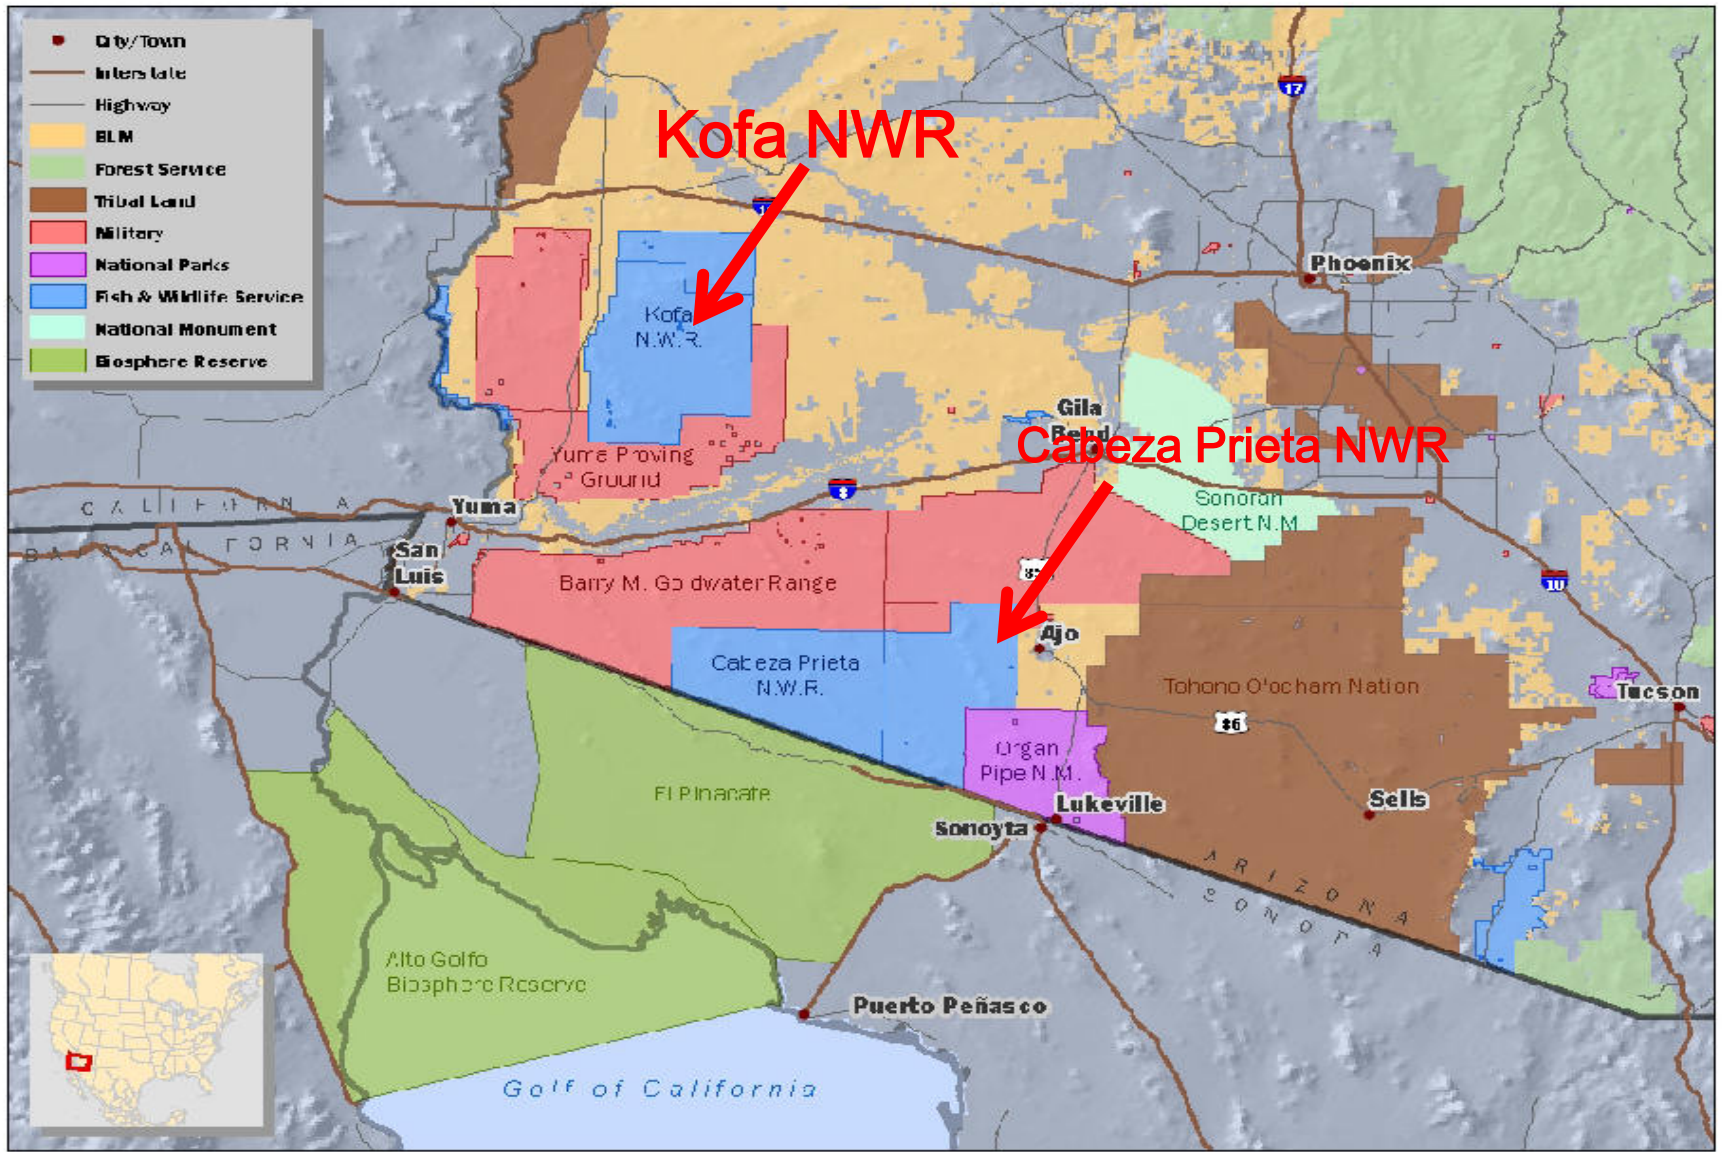 City/Town
Interstate
Highway
BLM
Forest Service
Tribal Land
Military
National Parks
Fish & Wildlife Service
National Monument
Biosphere Reserve
Kofa NWR
17
Phoenix
Kofa
N.W.R.
Gila
Bend
Cabeza Prieta NWR
Yuma Proving
Ground
8
Sonoran
Desert N.M.
CALIFORNIA
Yuma
BAJA CALIFORNIA
San
Luis
Barry M. Goldwater Range
85
10
Ajo
Cabeza Prieta
N.W.R.
Tohono O'odham Nation
Tucson
86
Organ
Pipe N.M.
El Pinacate
Lukeville
Sells
Sonoyta
ARIZONA
SONORA
Alto Golfo
Biosphere Reserve
Puerto Peñasco
Golf of California